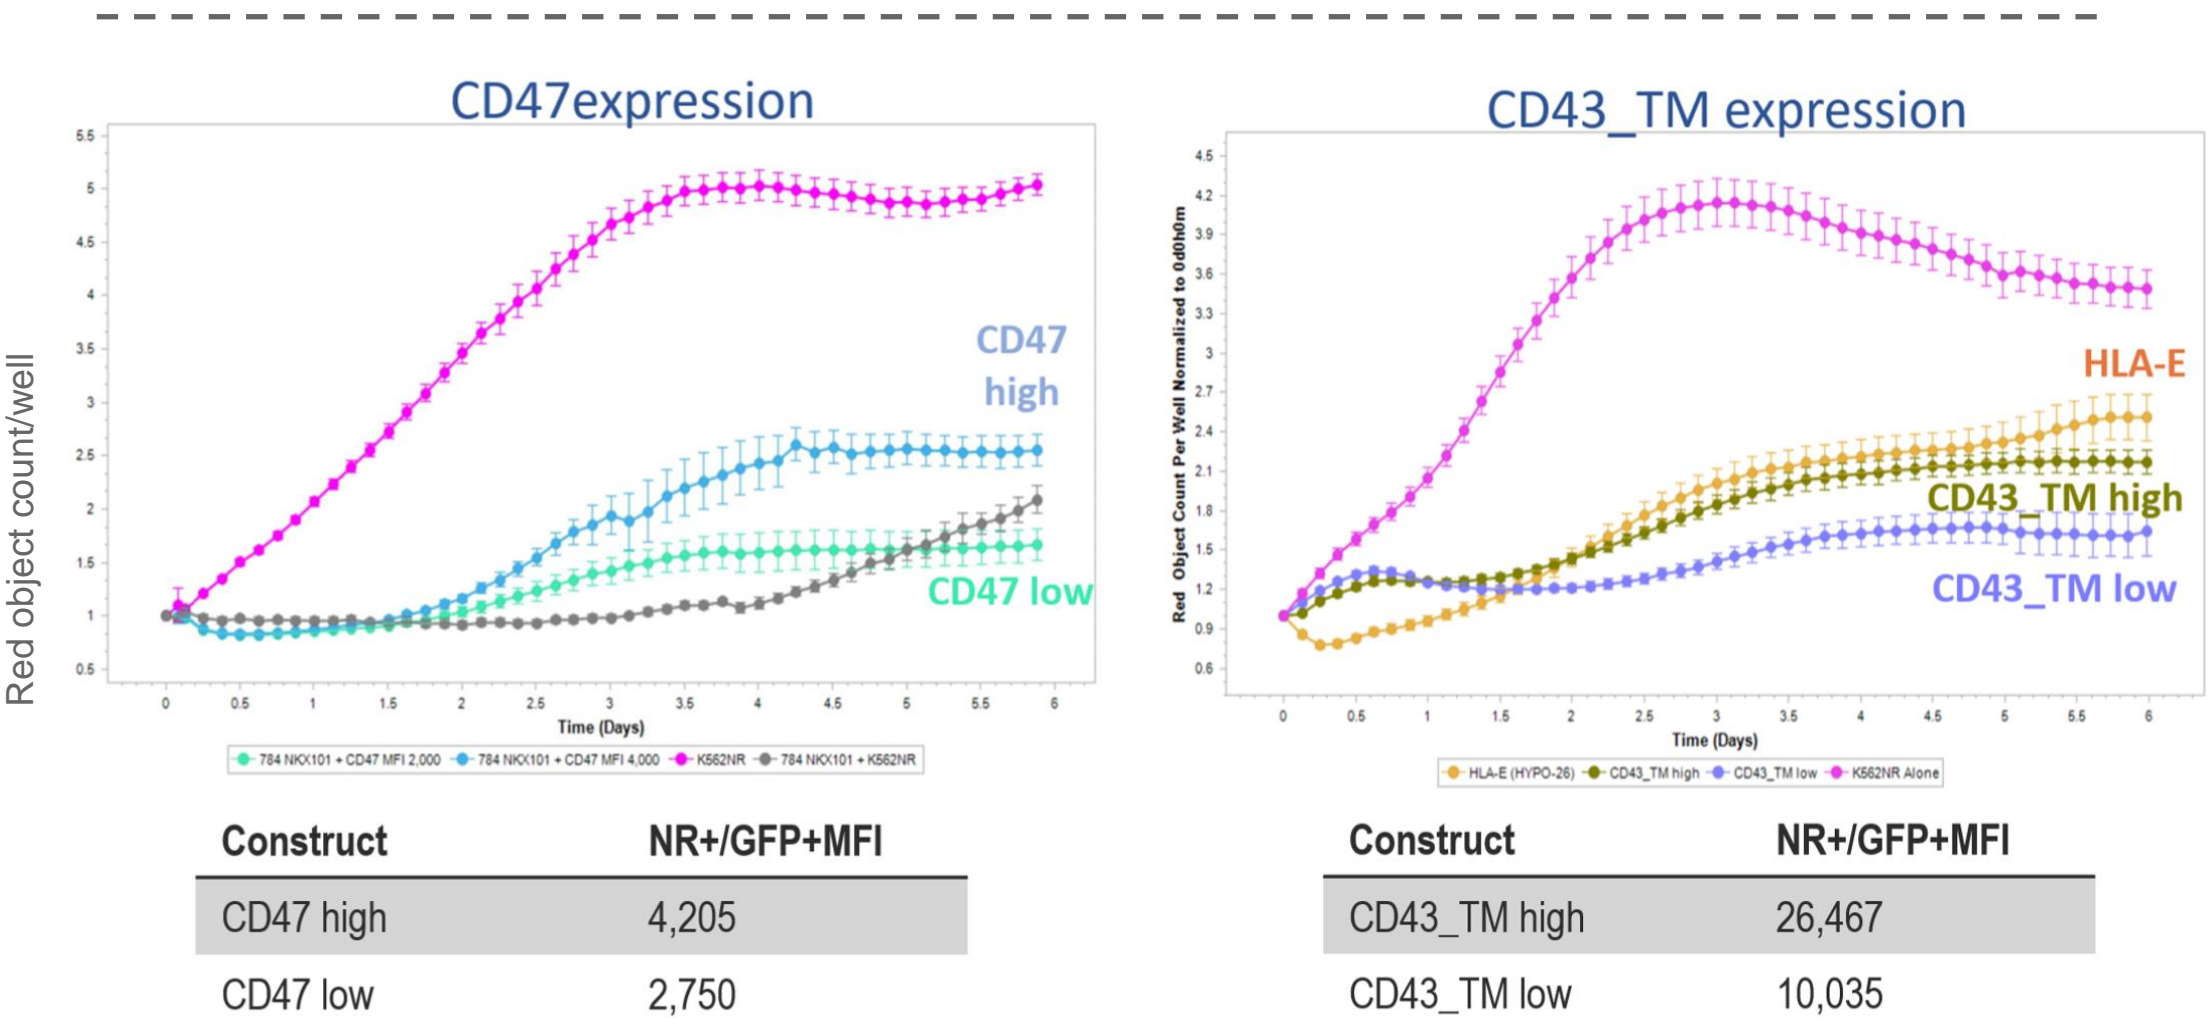 CD47expression
5.5
5
4.5
4
3.5
3
2.5
2
1.5
1
0.5
Red object count/well
CD47
high
CD47 low
0 0.5 1 1.5 2 2.5 3 3.5 4 4.5 5 5.5 6
Time (Days)
784 NKX101 + CD47 MFI 2,000 784 NKX101 + CD47 MFI 4,000 K562NR 784 NKX101 + K562NR
Construct NR+/GFP+MFI
CD47 high 4,205
CD47 low 2,750
CD43_TM expression
4.5
4.2
3.9
3.6
3.3
3
2.7
2.4
2.1
1.8
1.5
1.2
0.9
0.6
Red Object Count Per Well Normalized to 0d0h0m
HLA-E
CD43_TM high
CD43_TM low
0 0.5 1 1.5 2 2.5 3 3.5 4 4.5 5 5.5 6
Time (Days)
HLA-E (HYPO-26) CD43_TM high CD43_TM low K562NR Alone
Construct NR+/GFP+MFI
CD43_TM high 26,467
CD43_TM low 10,035